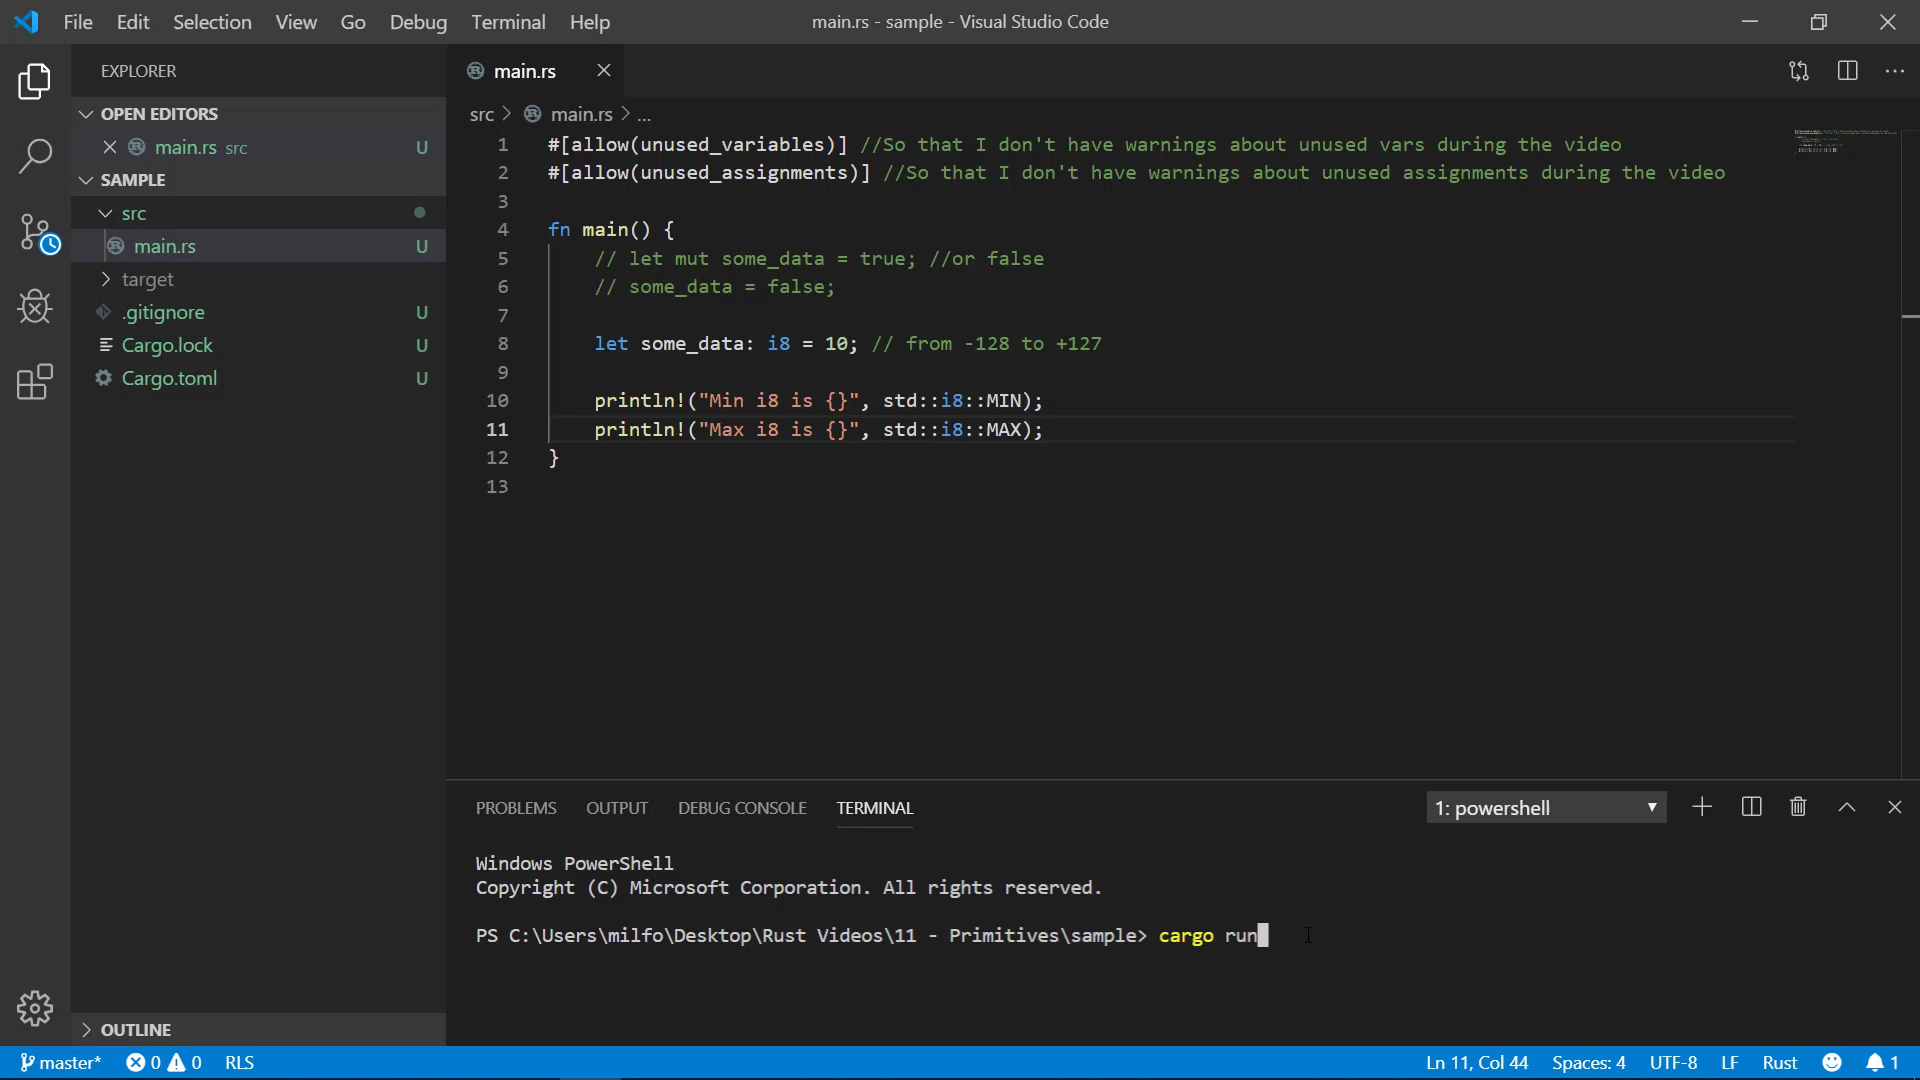 File Edit Selection View Go Debug Terminal Help
main.rs - sample - Visual Studio Code
EXPLORER
OPEN EDITORS
main.rs src U
SAMPLE
src
main.rs U
target
.gitignore U
Cargo.lock U
Cargo.toml U
OUTLINE
main.rs
src > main.rs > ...
1 #[allow(unused_variables)] //So that I don't have warnings about unused vars during the video
2 #[allow(unused_assignments)] //So that I don't have warnings about unused assignments during the video
3
4 fn main() {
5 // let mut some_data = true; //or false
6 // some_data = false;
7
8 let some_data: i8 = 10; // from -128 to +127
9
10 println!("Min i8 is {}", std::i8::MIN);
11 println!("Max i8 is {}", std::i8::MAX);
12 }
13
PROBLEMS OUTPUT DEBUG CONSOLE TERMINAL
1: powershell
Windows PowerShell
Copyright (C) Microsoft Corporation. All rights reserved.
PS C:\Users\milfo\Desktop\Rust Videos\11 - Primitives\sample> cargo run
master* 0 0 RLS
Ln 11, Col 44 Spaces: 4 UTF-8 LF Rust 1